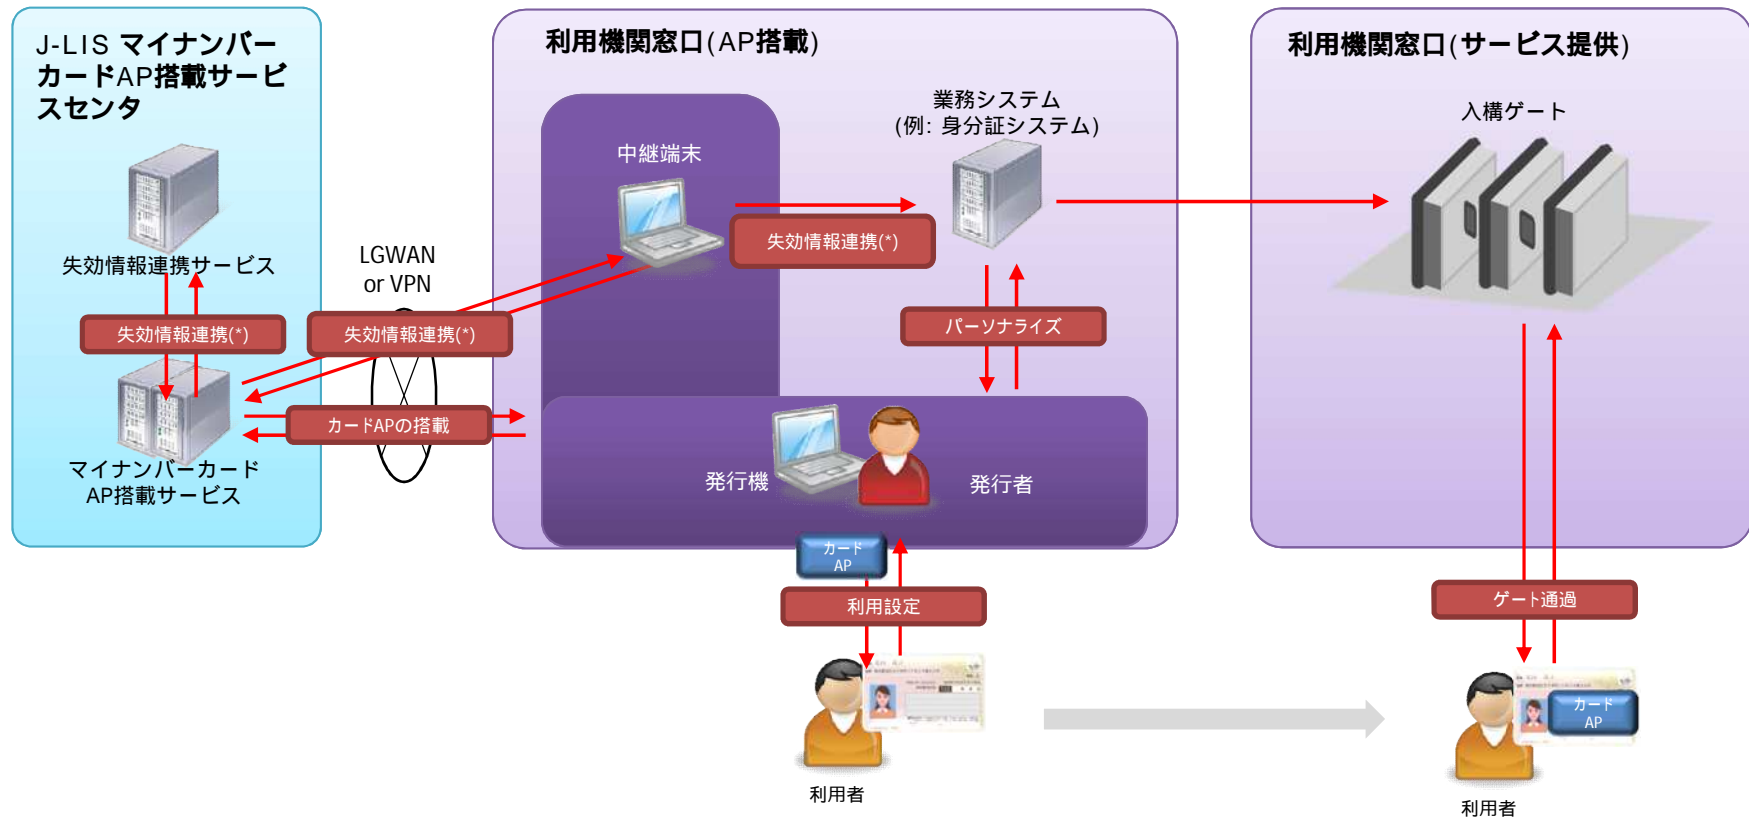 J-LIS マイナンバー
カードAP搭載サービ
スセンタ
失効情報連携サービス
失効情報連携(*)
マイナンバーカード
AP搭載サービス
LGWAN
or VPN
失効情報連携(*)
カードAPの搭載
利用機関窓口(AP搭載)
中継端末
業務システム
(例: 身分証システム)
失効情報連携(*)
パーソナライズ
発行機
発行者
カード
AP
利用設定
利用者
利用機関窓口(サービス提供)
入構ゲート
ゲート通過
カード
AP
利用者